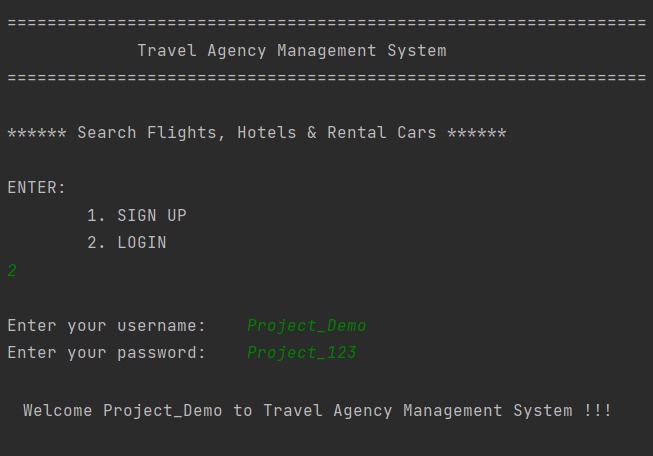 ================================================================
Travel Agency Management System
================================================================
****** Search Flights, Hotels & Rental Cars ******
ENTER:
1. SIGN UP
2. LOGIN
2
Enter your username: Project_Demo
Enter your password: Project_123
Welcome Project_Demo to Travel Agency Management System !!!